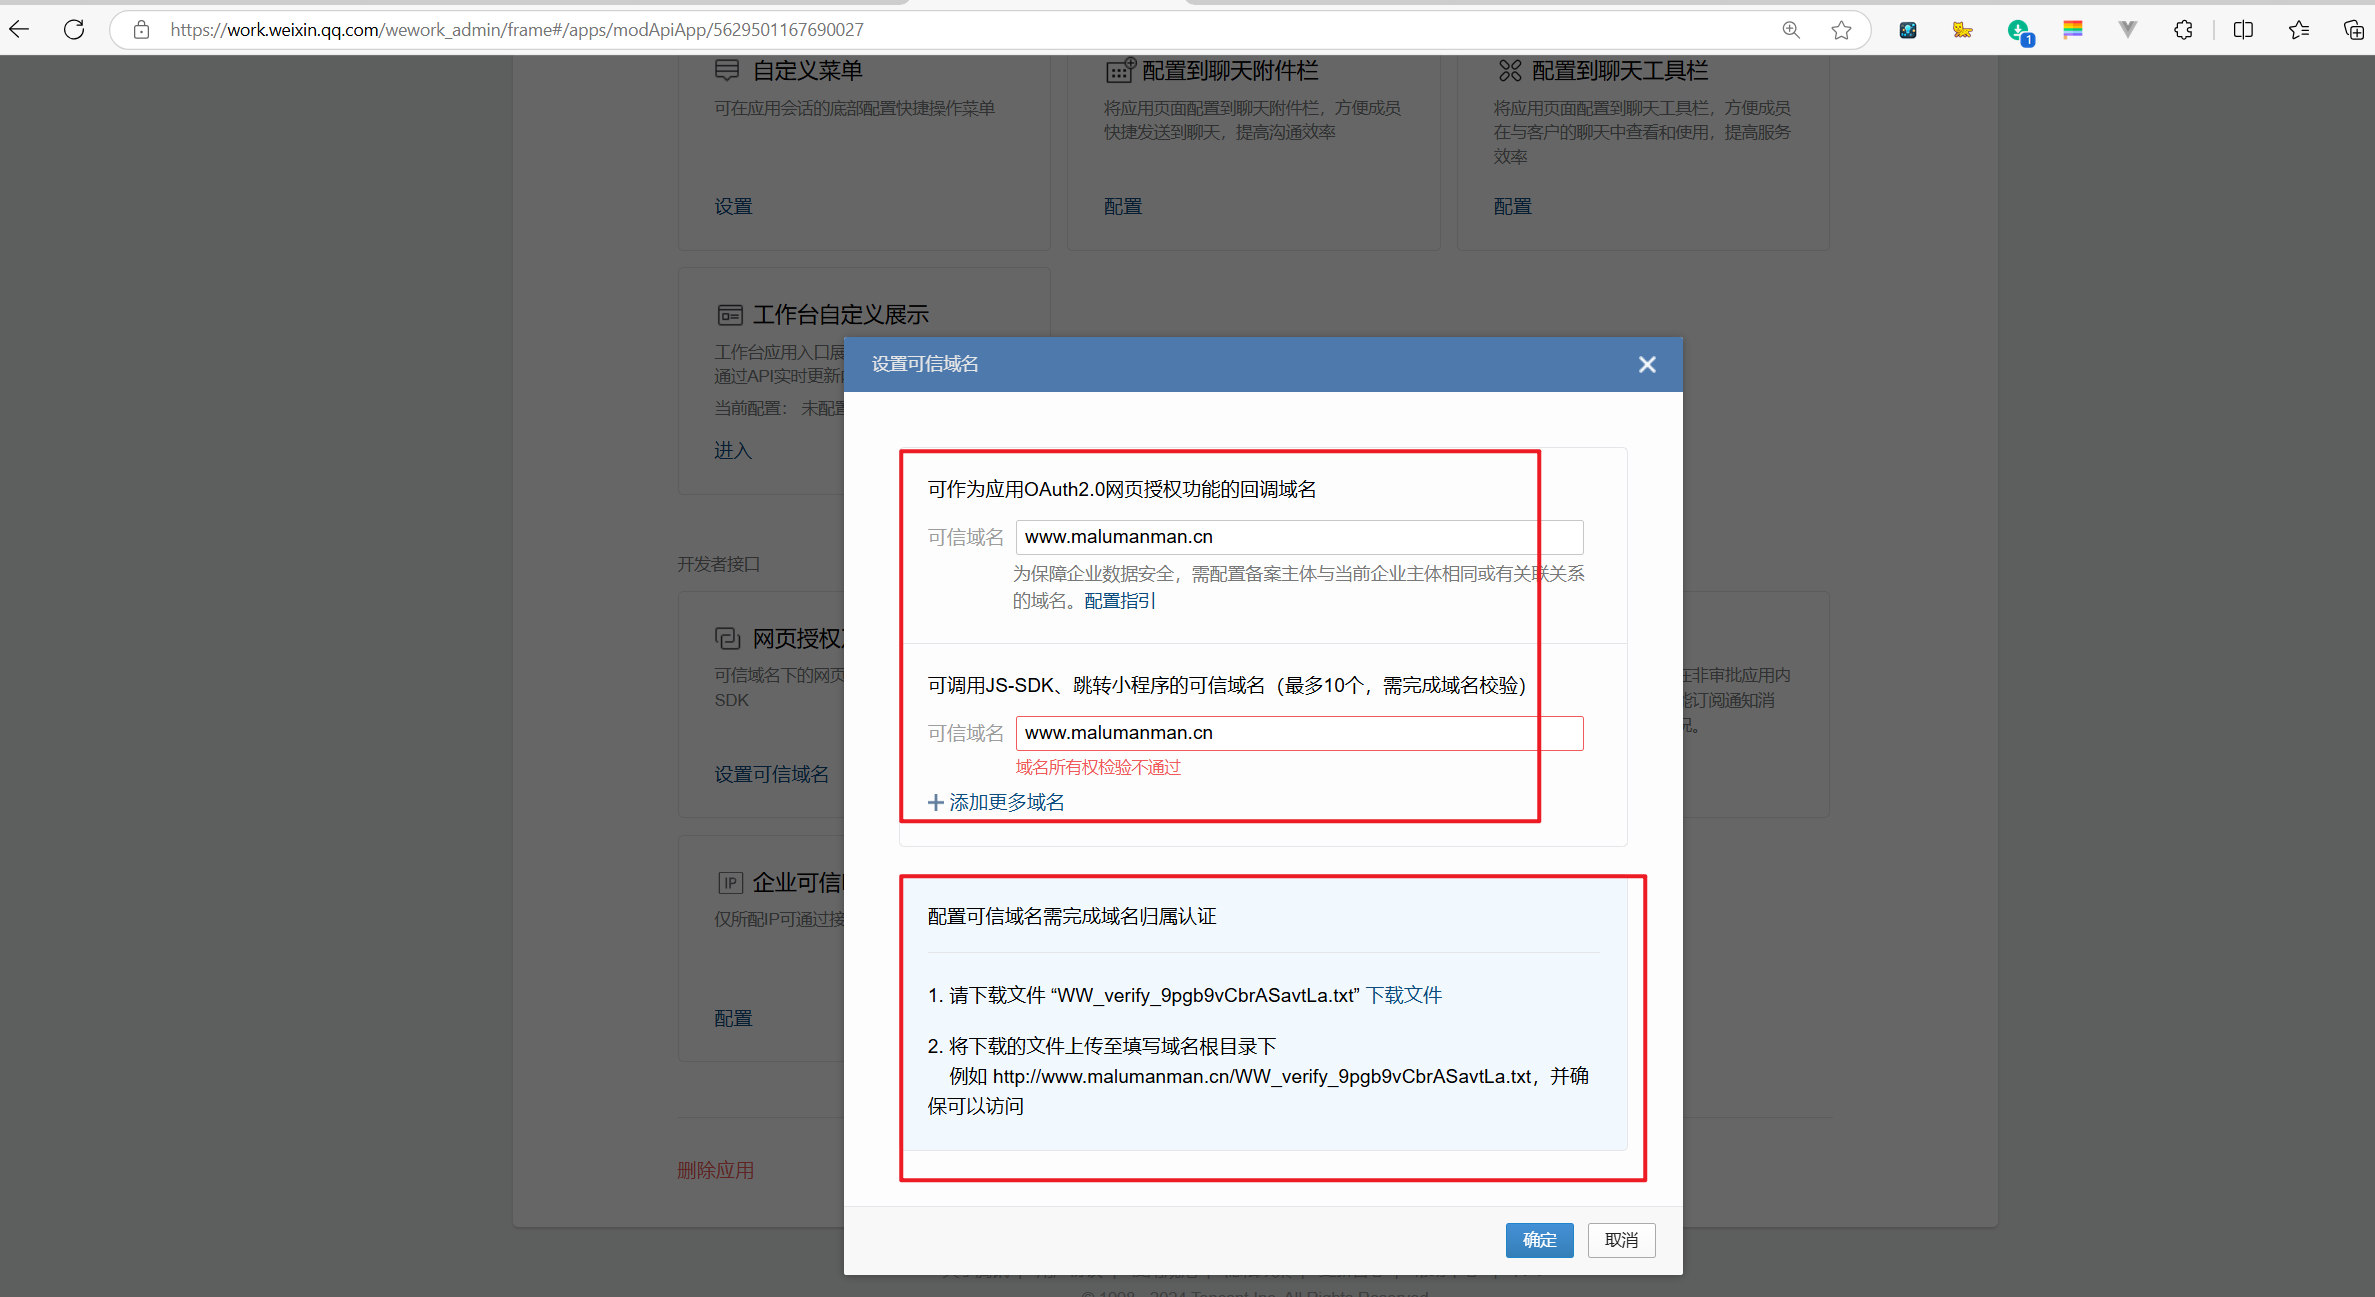 https://work.weixin.qq.com/wework_admin/frame#/apps/modApiApp/5629501167690027
1
自定义菜单
可在应用会话的底部配置快捷操作菜单
设置
配置到聊天附件栏
将应用页面配置到聊天附件栏，方便成员
快捷发送到聊天，提高沟通效率
配置
配置到聊天工具栏
将应用页面配置到聊天工具栏，方便成员
在与客户的聊天中查看和使用，提高服务
效率
配置
工作台自定义展示
工作台应用入口展
通过API实时更新
当前配置： 未配置
进入
开发者接口
网页授权
可信域名下的网页
SDK
设置可信域名
在非审批应用内
能订阅通知消
况。
IP
企业可信
仅所配IP可通过接
配置
删除应用
设置可信域名
可作为应用OAuth2.0网页授权功能的回调域名
可信域名 www.malumanman.cn
为保障企业数据安全，需配置备案主体与当前企业主体相同或有关联关系
的域名。配置指引
可调用JS-SDK、跳转小程序的可信域名（最多10个，需完成域名校验）
可信域名 www.malumanman.cn
域名所有权检验不通过
添加更多域名
配置可信域名需完成域名归属认证
1. 请下载文件 “WW_verify_9pgb9vCbrASavtLa.txt” 下载文件
2. 将下载的文件上传至填写域名根目录下
例如 http://www.malumanman.cn/WW_verify_9pgb9vCbrASavtLa.txt，并确
保可以访问
确定
取消
© 1998 - 2024 Tencent Inc. All Rights Reserved